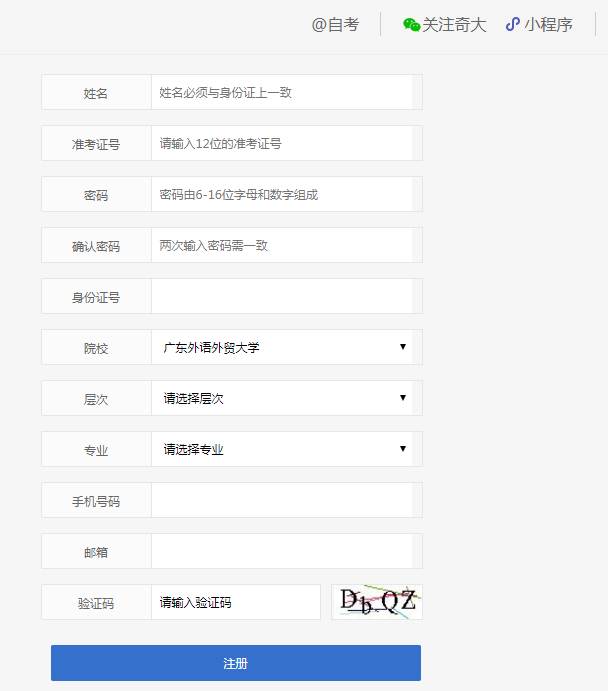 @自考 关注奇大 小程序
姓名 姓名必须与身份证上一致
准考证号 请输入12位的准考证号
密码 密码由6-16位字母和数字组成
确认密码 两次输入密码需一致
身份证号
院校 广东外语外贸大学
层次 请选择层次
专业 请选择专业
手机号码
邮箱
验证码 请输入验证码 DbQZ
注册